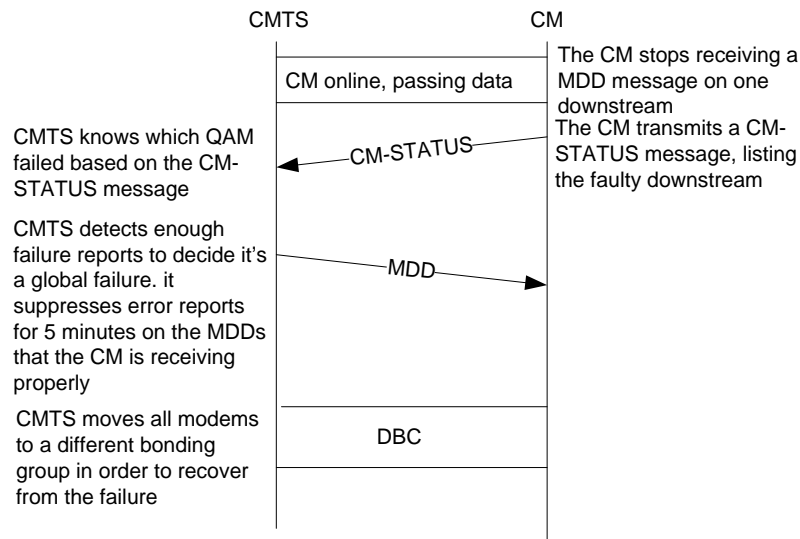 CMTS
CM
CM online, passing data
The CM stops receiving a
MDD message on one
downstream
The CM transmits a CM-
STATUS message, listing
the faulty downstream
CM-STATUS
CMTS knows which QAM
failed based on the CM-
STATUS message
CMTS detects enough
failure reports to decide it's
a global failure. it
suppresses error reports
for 5 minutes on the MDDs
that the CM is receiving
properly
MDD
CMTS moves all modems
to a different bonding
group in order to recover
from the failure
DBC